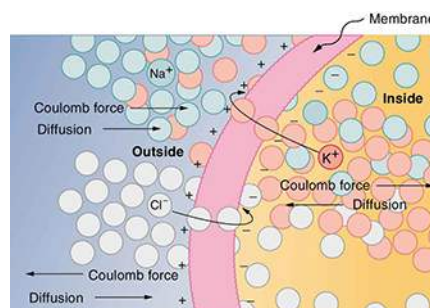 Membrane
Na+
Inside
Coulomb force
Diffusion
Outside
K+
Coulomb force
Diffusion
Cl−
Coulomb force
Diffusion